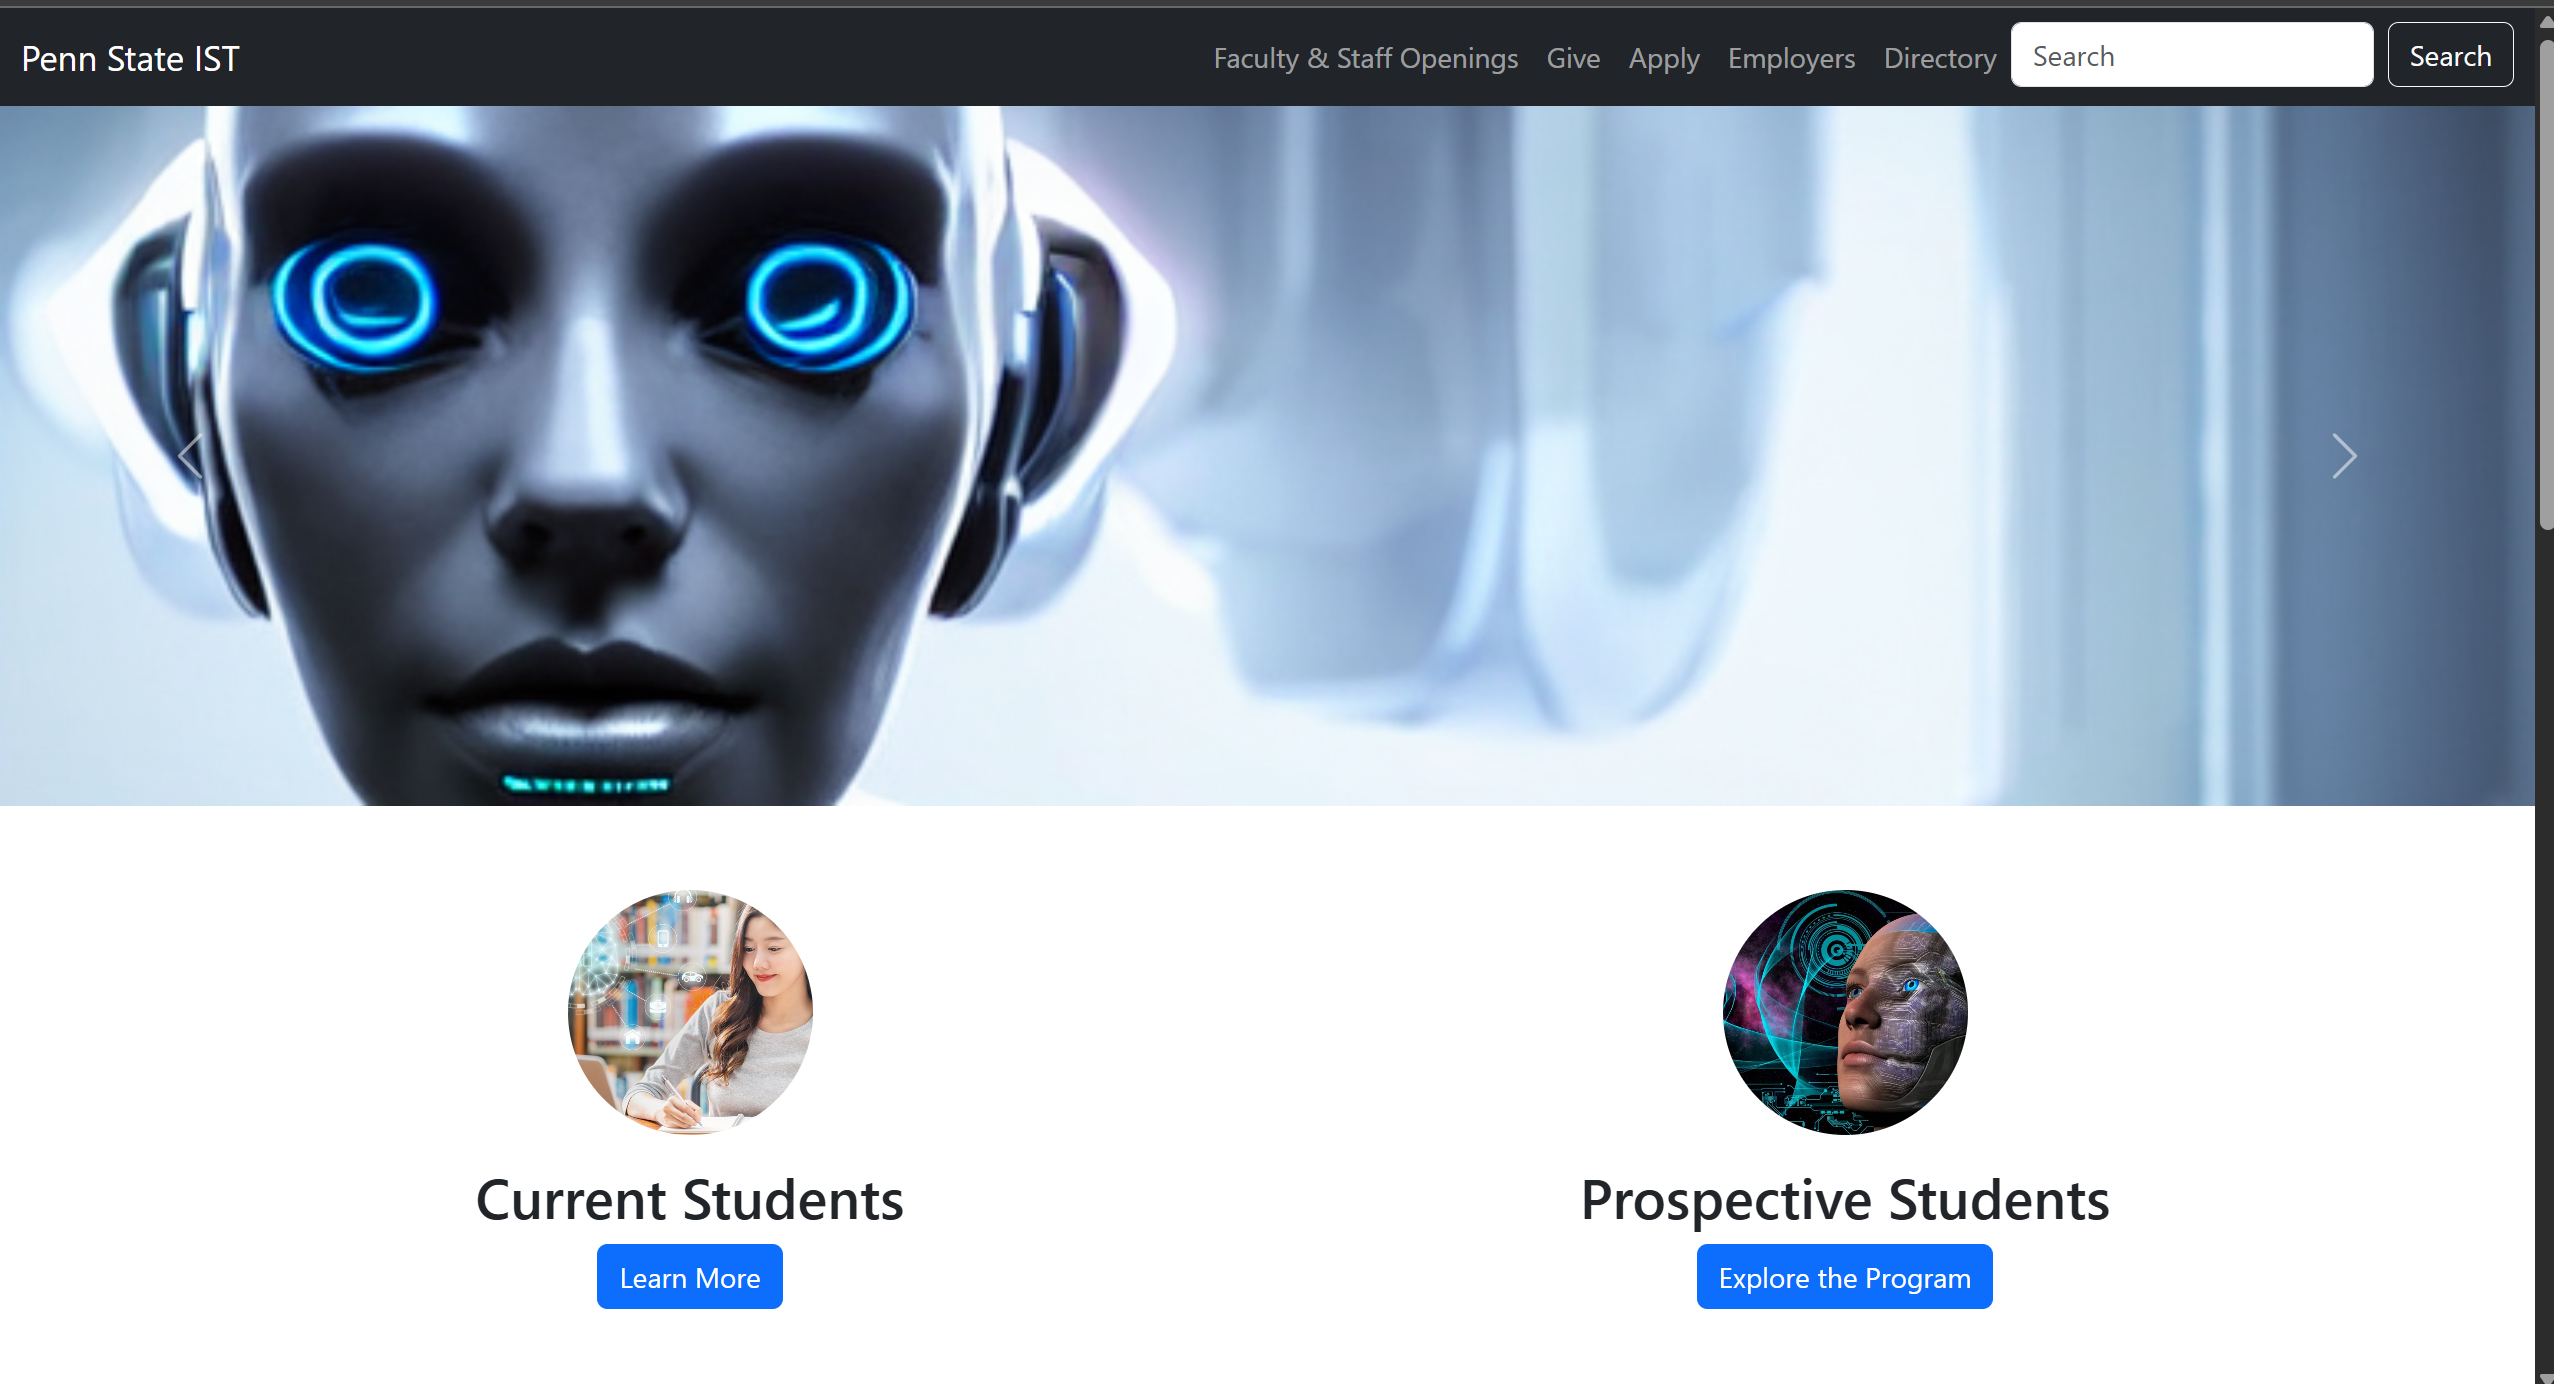 Penn State IST
Faculty & Staff Openings Give Apply Employers Directory Search Search
Current Students
Prospective Students
Learn More
Explore the Program